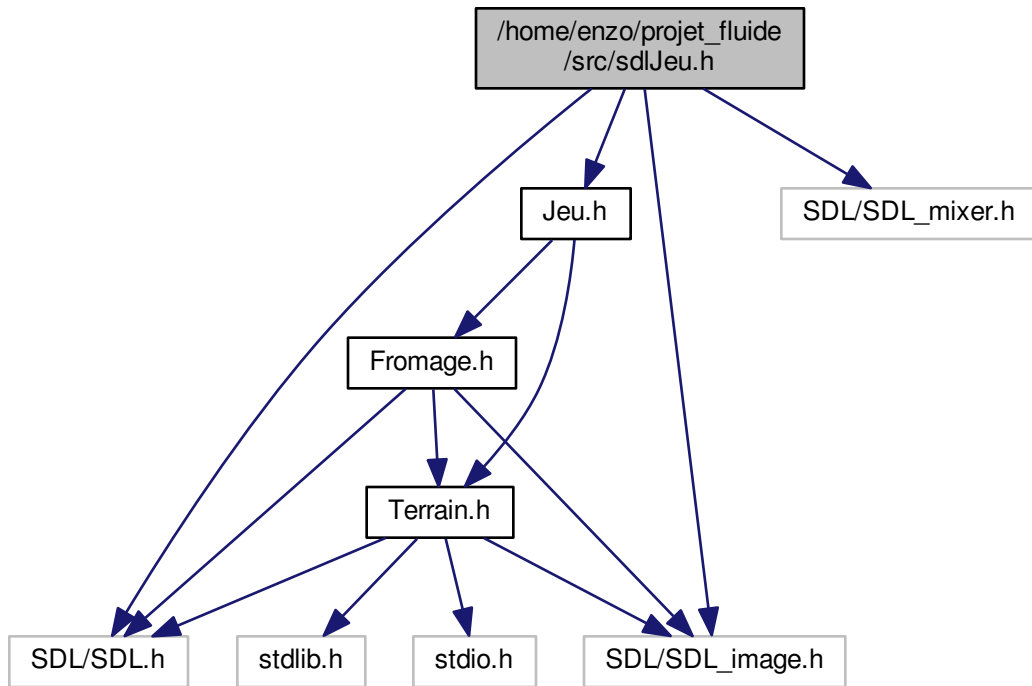 /home/enzo/projet_fluide
/src/sdlJeu.h
Jeu.h
SDL/SDL_mixer.h
Fromage.h
Terrain.h
SDL/SDL.h
stdlib.h
stdio.h
SDL/SDL_image.h